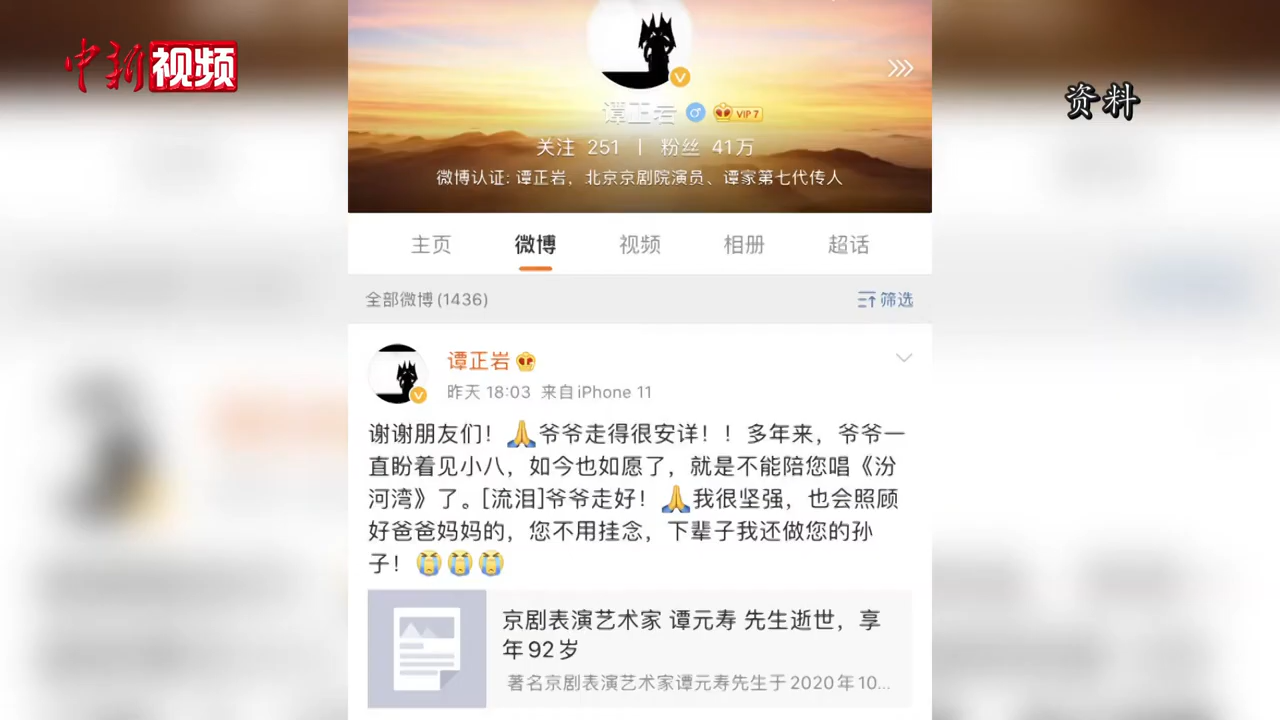 中新视频
资料
谭正岩 VIP 7
关注 251 | 粉丝 41万
微博认证: 谭正岩，北京京剧院演员、谭家第七代传人
主页 微博 视频 相册 超话
全部微博(1436) 筛选
谭正岩
昨天 18:03 来自iPhone 11
谢谢朋友们！🙏爷爷走得很安详！！多年来，爷爷一
直盼着见小八，如今也如愿了，就是不能陪您唱《汾
河湾》了。[流泪]爷爷走好！🙏我很坚强，也会照顾
好爸爸妈妈的，您不用挂念，下辈子我还做您的孙
子！😭😭😭
京剧表演艺术家 谭元寿 先生逝世，享
年92岁
著名京剧表演艺术家谭元寿先生于2020年10...